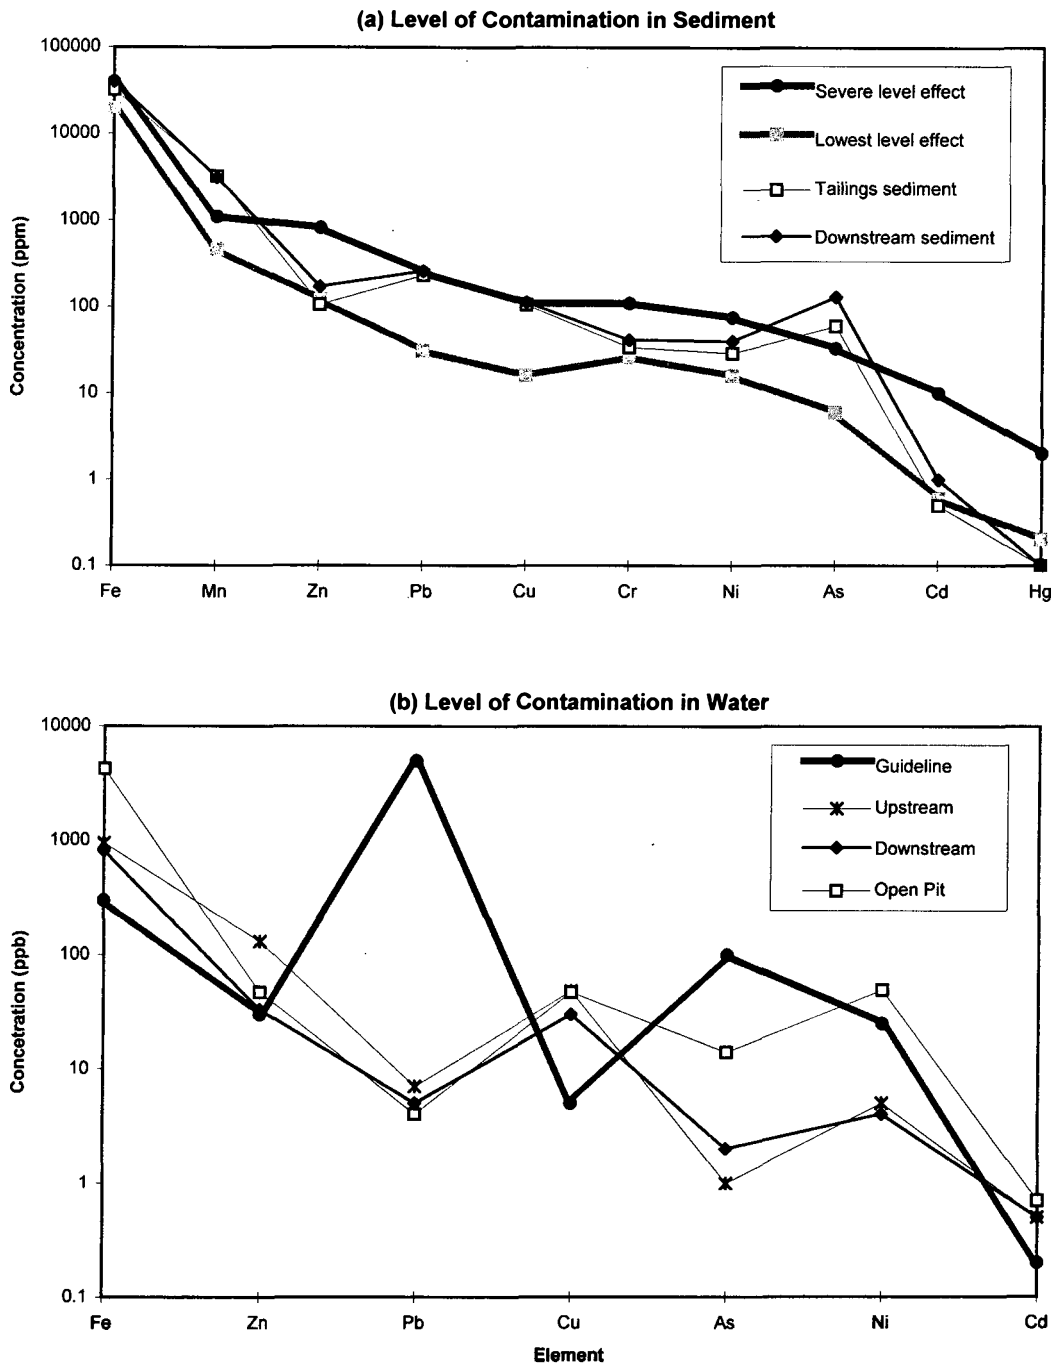 (a) Level of Contamination in Sediment
100000
10000
1000
100
10
1
0.1
Concentration (ppm)
Severe level effect
Lowest level effect
Tailings sediment
Downstream sediment
Fe Mn Zn Pb Cu Cr Ni As Cd Hg
(b) Level of Contamination in Water
10000
1000
100
10
1
0.1
Concetration (ppb)
Guideline
Upstream
Downstream
Open Pit
Fe Zn Pb Cu As Ni Cd
Element